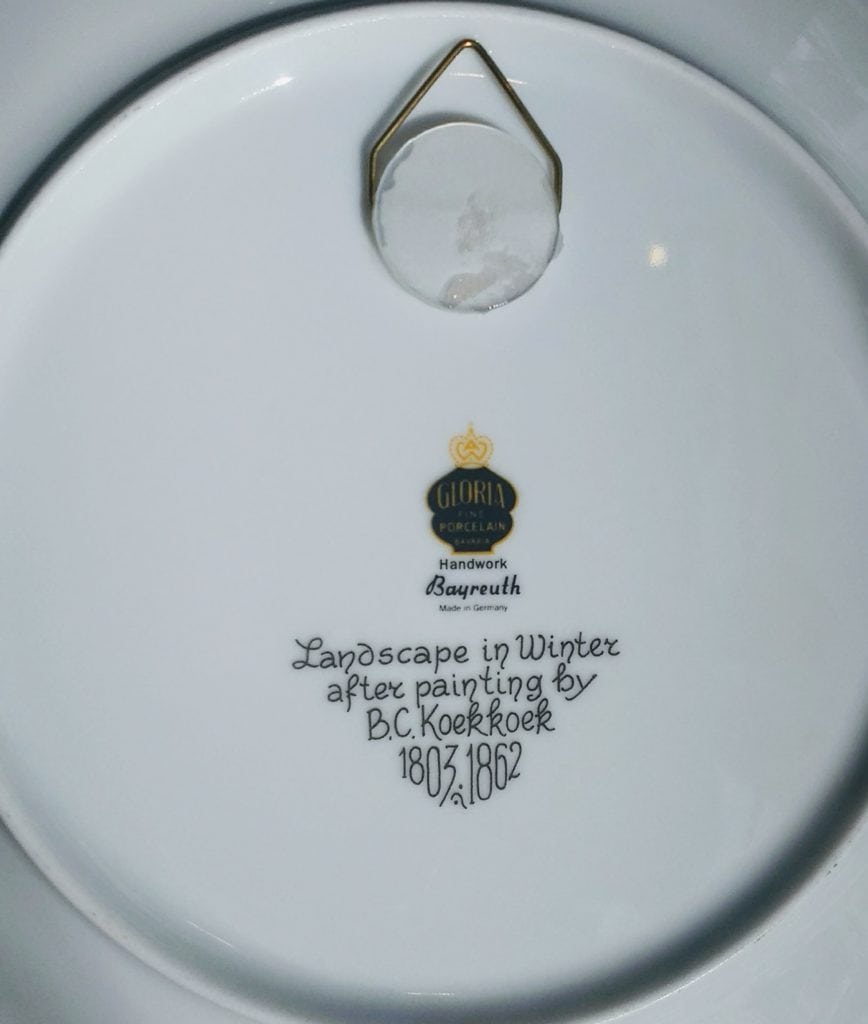 GLORIA
FINE
PORCELAIN
BAVARIA
Handwork
Bayreuth
Made in Germany
Landscape in Winter
after painting by
B.C. Koekkoek
1803-1862